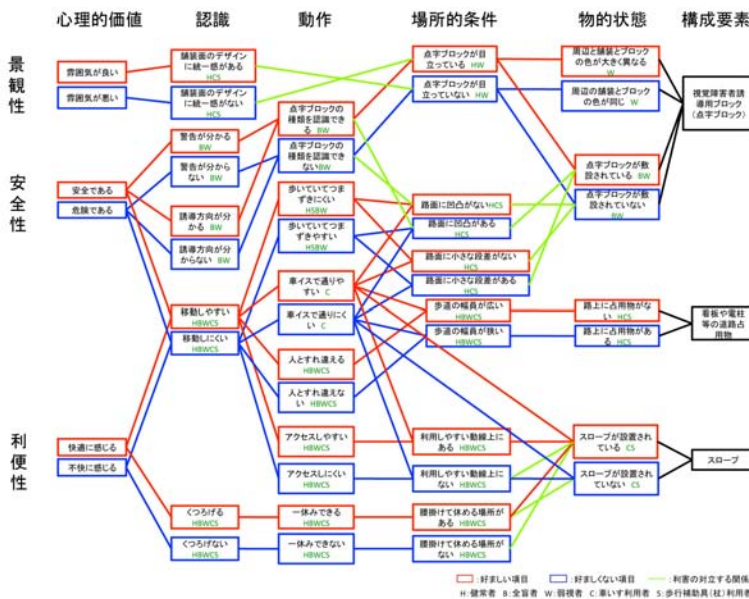 心理的価値
認識
動作
場所的条件
物的状態
構成要素
景観性
安全性
利便性
雰囲気が良い
雰囲気が悪い
安全である
危険である
快適に感じる
不快に感じる
舗装面のデザイン
に統一感がある
HCS
舗装面のデザイン
に統一感がない
HCS
警告が分かる
BW
警告が分から
ない BW
誘導方向が分
かる BW
誘導方向が分
からない BW
移動しやすい
HBWCS
移動しにくい
HBWCS
くつろげる
HBWCS
くつろげない
HBWCS
点字ブロックの
種類を認識でき
る BW
点字ブロックの
種類を認識でき
ないBW
歩いていてつま
ずきにくい
HSBW
歩いていてつま
ずきやすい
HSBW
車イスで通りや
すい C
車イスで通りにく
い C
人とすれ違える
HBWCS
人とすれ違えな
い HBWCS
アクセスしやすい
HBWCS
アクセスしにくい
HBWCS
一休みできる
HBWCS
一休みできない
HBWCS
点字ブロックが目
立っている HW
点字ブロックが目
立っていない HW
路面に凹凸がないHCS
路面に凹凸がある
HCS
路面に小さな段差がない
HCS
路面に小さな段差がある
HCS
歩道の幅員が広い
HBWCS
歩道の幅員が狭い
HBWCS
利用しやすい動線上に
ある HBWCS
利用しやすい動線上に
ない HBWCS
腰掛けて休める場所が
ある HBWCS
腰掛けて休める場所が
ない HBWCS
周辺と舗装とブロック
の色が大きく異なる
W
周辺の舗装とブロック
の色が同じ W
点字ブロックが敷
設されている BW
点字ブロックが敷
設されていない
BW
路上に占用物がな
い HCS
路上に占用物があ
る HCS
スロープが設置され
ている CS
スロープが設置され
ていない CS
視覚障害者誘
導用ブロック
(点字ブロック)
看板や電柱
等の道路占
用物
スロープ
:好ましい項目
:好ましくない項目
:利害の対立する関係
H:健常者 B:全盲者 W:弱視者 C:車いす利用者 S:歩行補助具(杖)利用者